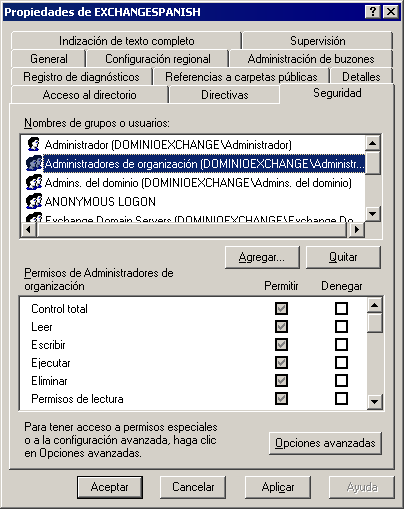 Propiedades de EXCHANGESPANISH
Indización de texto completo
Supervisión
General
Configuración regional
Administración de buzones
Registro de diagnósticos
Referencias a carpetas públicas
Detalles
Acceso al directorio
Directivas
Seguridad
Nombres de grupos o usuarios:
Administrador (DOMINIOEXCHANGE\Administrador)
Administradores de organización (DOMINIOEXCHANGE\Administr...
Admins. del dominio (DOMINIOEXCHANGE\Admins. del dominio)
ANONYMOUS LOGON
Exchange Domain Servers (DOMINIOEXCHANGE\Exchange Do...
Agregar...
Quitar
Permisos de Administradores de
organización
Permitir
Denegar
Control total
Leer
Escribir
Ejecutar
Eliminar
Permisos de lectura
Para tener acceso a permisos especiales
o a la configuración avanzada, haga clic
en Opciones avanzadas.
Opciones avanzadas
Aceptar
Cancelar
Aplicar
Ayuda